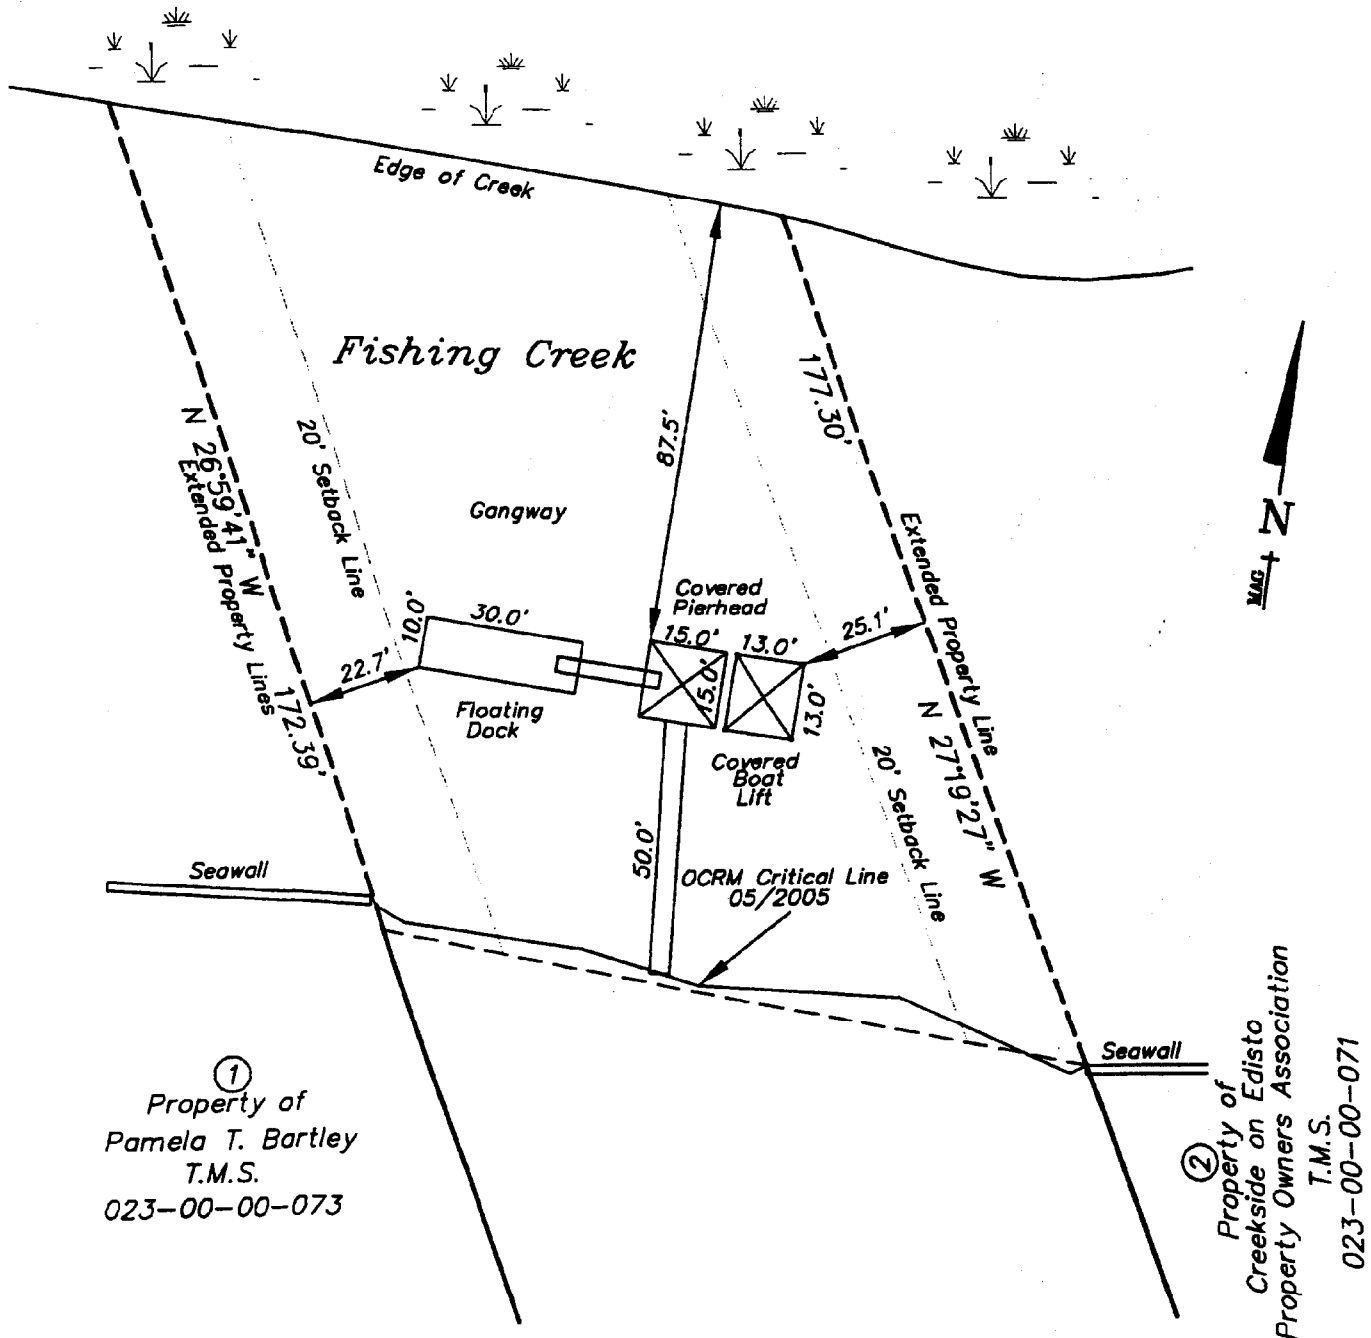 Edge of Creek
Fishing Creek
87.5'
177.30'
N 26°59'41" W
Extended Property Lines
172.39'
20' Setback Line
Gangway
Extended Property Line
N 27°19'27" W
20' Setback Line
MAG
N
Covered
Pierhead
10.0'
30.0'
15.0'
15.0'
13.0'
13.0'
25.1'
22.7'
Floating
Dock
Covered
Boat
Lift
50.0'
OCRM Critical Line
05/2005
Seawall
Seawall
1
Property of
Pamela T. Bartley
T.M.S.
023-00-00-073
2
Property of
Creekside on Edisto
Property Owners Association
T.M.S.
023-00-00-071